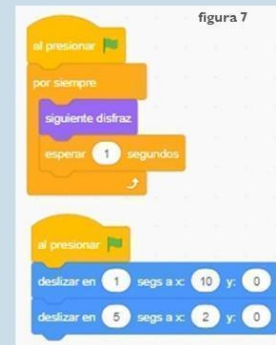 figura 7
al presionar
por siempre
siguiente disfraz
esperar 1 segundos
al presionar
deslizar en 1 segs a x: 10 y: 0
deslizar en 5 segs a x: 2 y: 0